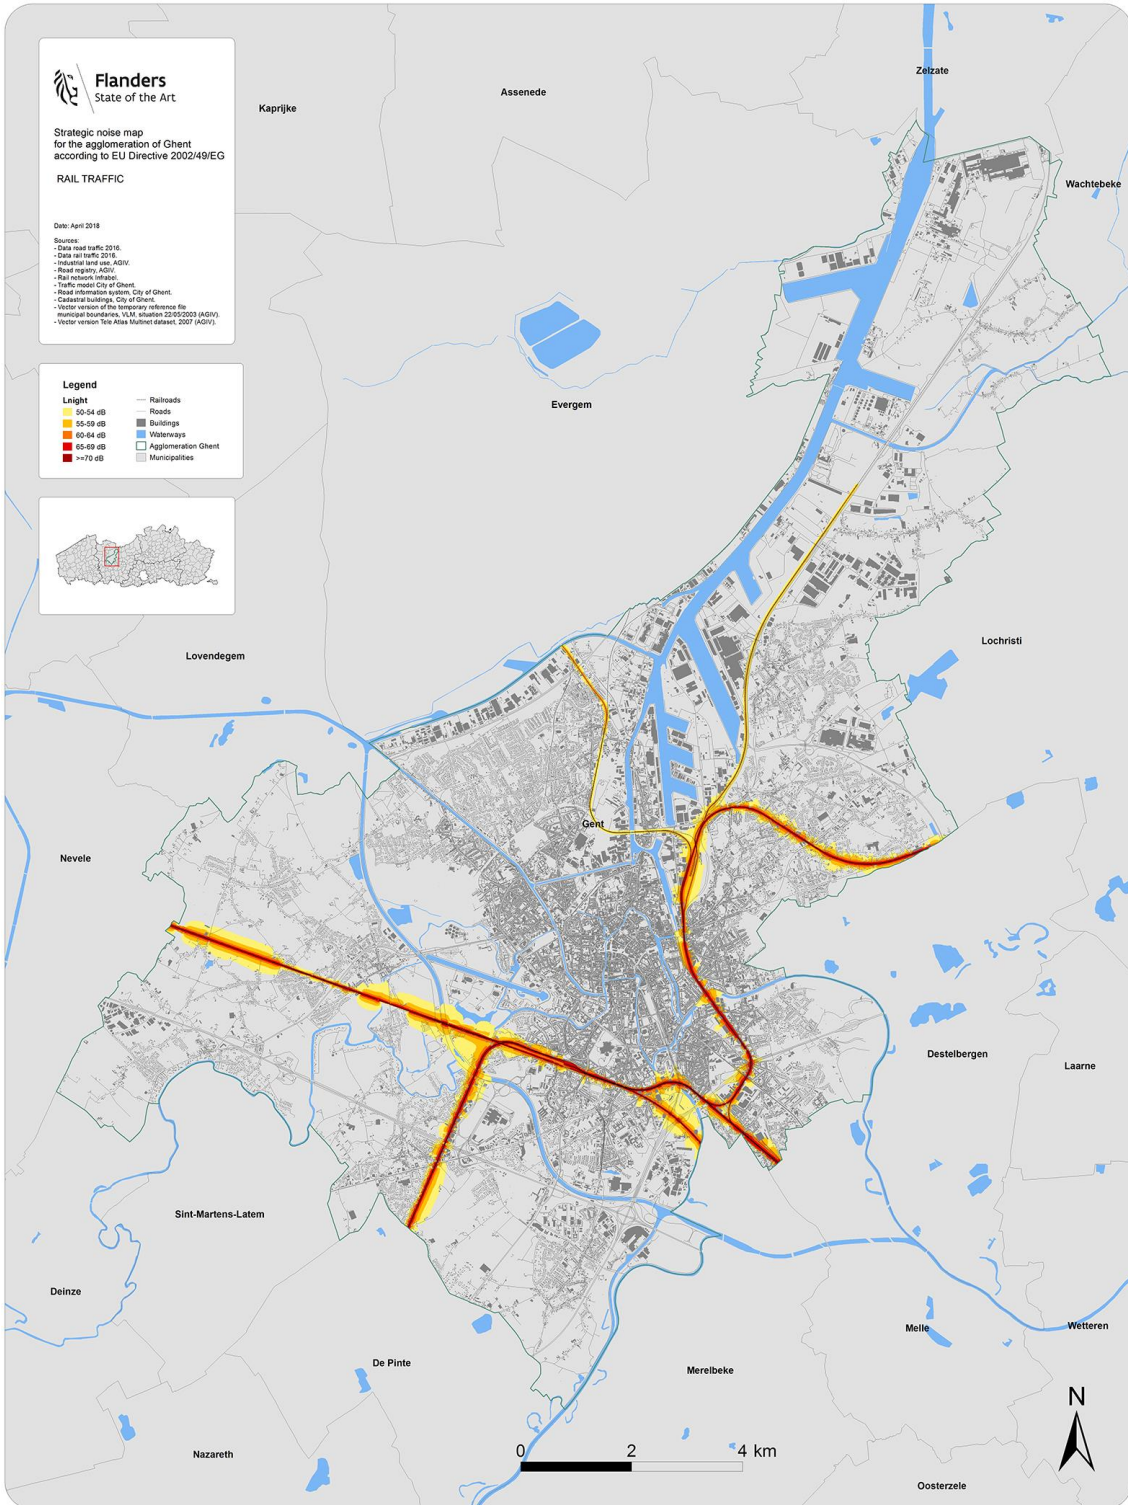 Flanders
State of the Art
Strategic noise map
for the agglomeration of Ghent
according to EU Directive 2002/49/EG
RAIL TRAFFIC
Date: April 2018
Sources:
- Data road traffic 2016.
- Data rail traffic 2016.
- Industrial land use, AGIV.
- Road registry, AGIV.
- Rail network Infrabel.
- Traffic model City of Ghent.
- Road information system, City of Ghent.
- Cadastral buildings, City of Ghent.
- Vector version of the temporary reference file
municipal boundaries, VLM, situation 22/05/2003 (AGIV).
- Vector version Tele Atlas Multinet dataset, 2007 (AGIV).
Legend
Lnight
50-54 dB
55-59 dB
60-64 dB
65-69 dB
>=70 dB
Railroads
Roads
Buildings
Waterways
Agglomeration Ghent
Municipalities
Zelzate
Assenede
Kaprijke
Wachtebeke
Evergem
Lochristi
Lovendegem
Gent
Nevele
Destelbergen
Laarne
Sint-Martens-Latem
Deinze
Melle
Wetteren
De Pinte
Merelbeke
Nazareth
Oosterzele
0 2 4 km
N